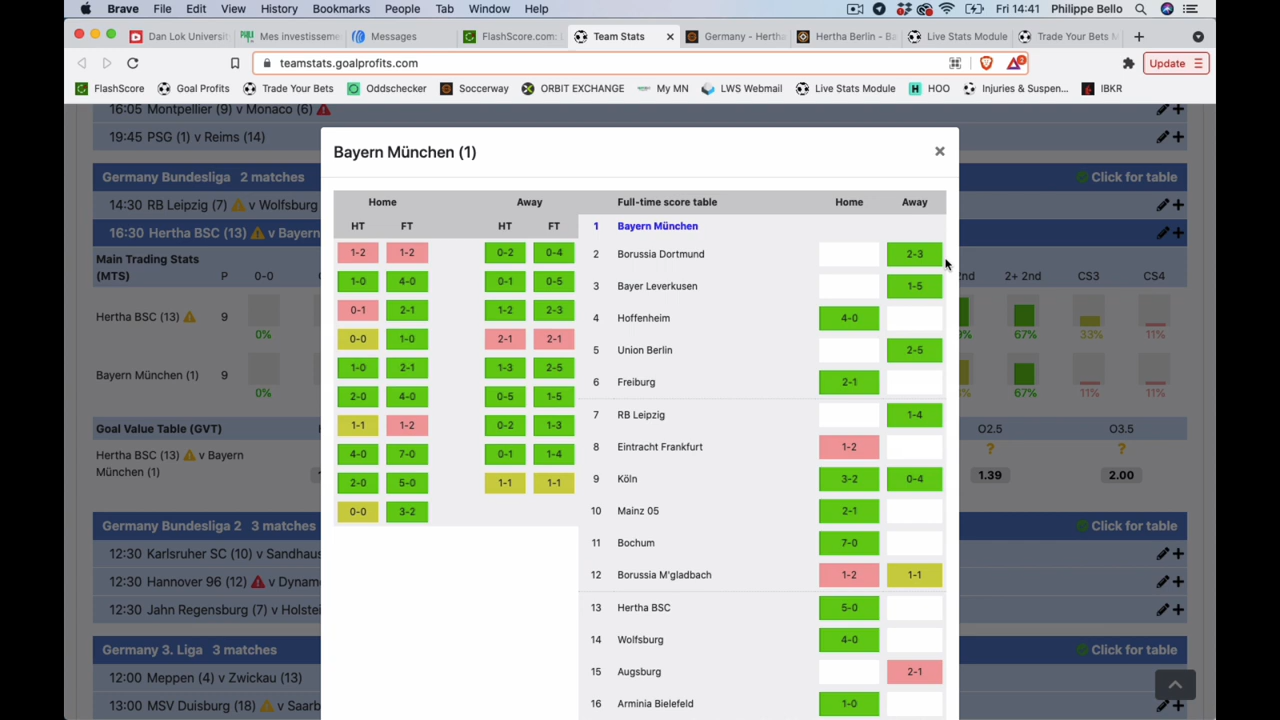 Brave File Edit View History Bookmarks People Tab Window Help Fri 14:41 Philippe Bello
Dan Lok Universit Mes investisseme Messages FlashScore.com: Team Stats Germany - Hertha Hertha Berlin - Ba Live Stats Module Trade Your Bets M
teamstats.goalprofits.com 2 Update
FlashScore Goal Profits Trade Your Bets Oddschecker Soccerway ORBIT EXCHANGE My MN LWS Webmail Live Stats Module HOO Injuries & Suspen... IBKR
16:05 Montpellier (9) v Monaco (6)
19:45 PSG (1) v Reims (14)
Germany Bundesliga 2 matches Click for table
14:30 RB Leipzig (7) v Wolfsburg
16:30 Hertha BSC (13) v Bayern
Main Trading Stats
(MTS) P 0-0 2nd 2+ 2nd CS3 CS4
Hertha BSC (13) 9
0% 67% 33% 11%
Bayern München (1) 9
0% 67% 11% 11%
Goal Value Table (GVT) O2.5 O3.5
Hertha BSC (13) v Bayern ? ?
München (1) 1.39 2.00
Germany Bundesliga 2 3 matches Click for table
12:30 Karlsruher SC (10) v Sandhau
12:30 Hannover 96 (12) v Dynam
12:30 Jahn Regensburg (7) v Holstei
Germany 3. Liga 3 matches Click for table
12:00 Meppen (4) v Zwickau (13)
13:00 MSV Duisburg (18) v Saarb
Bayern München (1) ×
Home Away
HT FT HT FT
1-2 1-2 0-2 0-4
1-0 4-0 0-1 0-5
0-1 2-1 1-2 2-3
0-0 1-0 2-1 2-1
1-0 2-1 1-3 2-5
2-0 4-0 0-5 1-5
1-1 1-2 0-2 1-3
4-0 7-0 0-1 1-4
2-0 5-0 1-1 1-1
0-0 3-2
Full-time score table Home Away
1 Bayern München
2 Borussia Dortmund 2-3
3 Bayer Leverkusen 1-5
4 Hoffenheim 4-0
5 Union Berlin 2-5
6 Freiburg 2-1
7 RB Leipzig 1-4
8 Eintracht Frankfurt 1-2
9 Köln 3-2 0-4
10 Mainz 05 2-1
11 Bochum 7-0
12 Borussia M'gladbach 1-2 1-1
13 Hertha BSC 5-0
14 Wolfsburg 4-0
15 Augsburg 2-1
16 Arminia Bielefeld 1-0